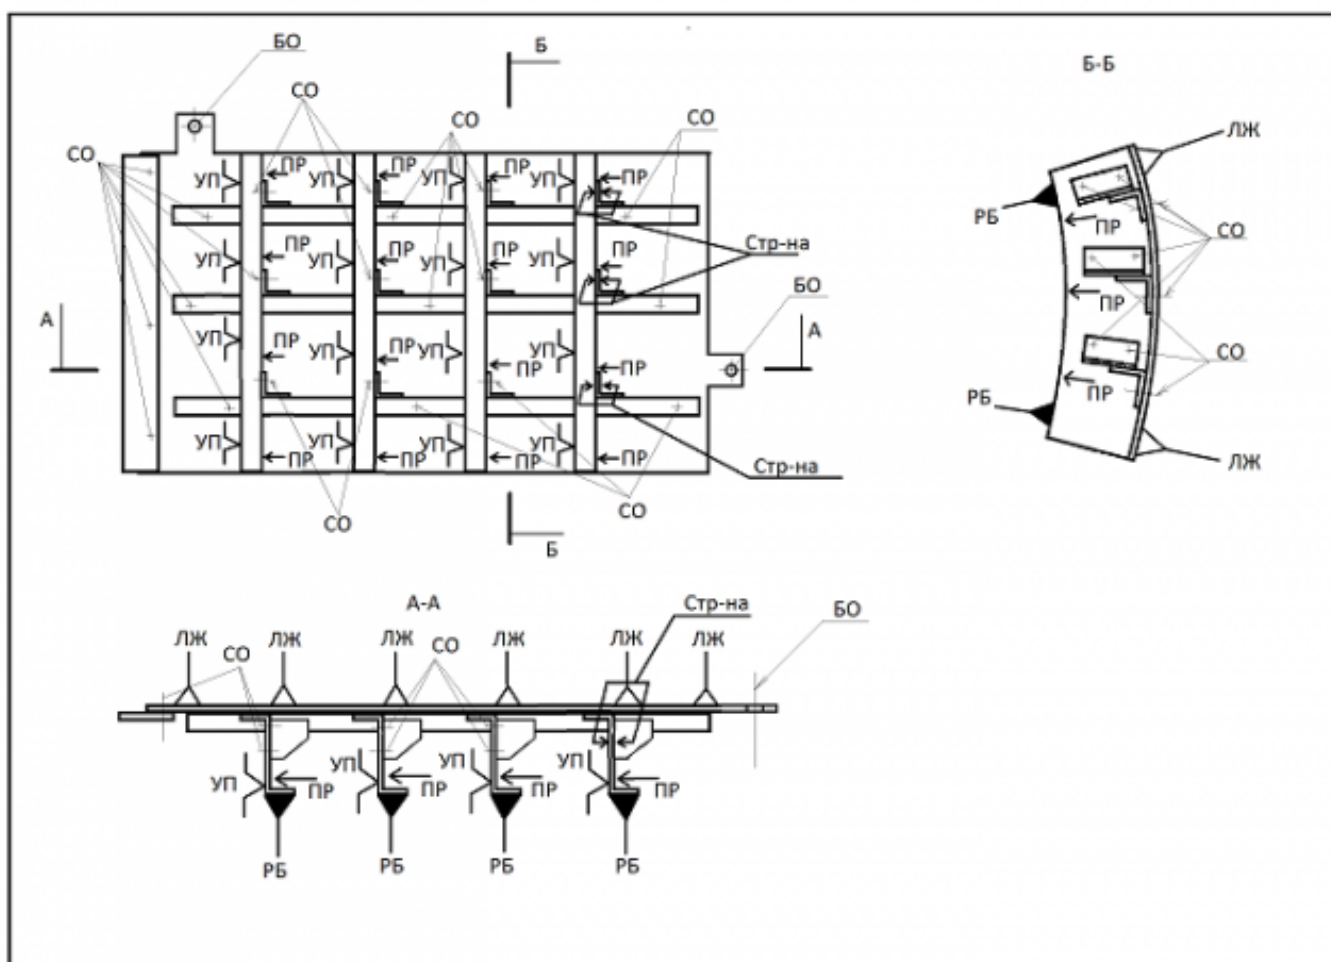 БО
Б
Б-Б
СО
СО
СО
ЛЖ
СО
УП
ПР
УП
ПР
УП
ПР
УП
ПР
РБ
ПР
СО
Стр-на
УП
ПР
УП
ПР
УП
ПР
УП
ПР
БО
ПР
А
А
УП
ПР
УП
ПР
УП
ПР
УП
ПР
СО
РБ
ПР
УП
ПР
УП
ПР
УП
ПР
УП
ПР
Стр-на
ЛЖ
СО
СО
Б
А-А
Стр-на
БО
ЛЖ
ЛЖ
ЛЖ
ЛЖ
ЛЖ
ЛЖ
СО
СО
УП
ПР
УП
ПР
УП
ПР
УП
ПР
РБ
РБ
РБ
РБ